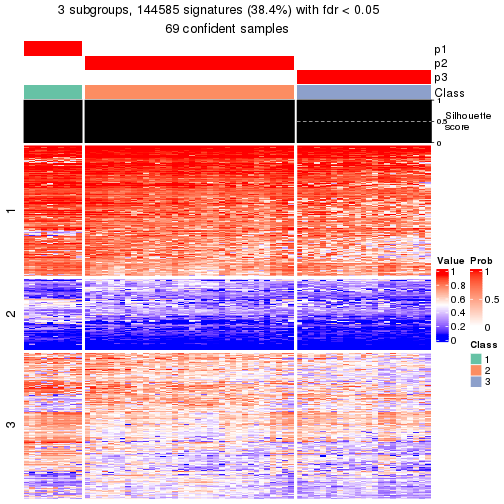 3 subgroups, 144585 signatures (38.4%) with fdr < 0.05
69 confident samples
p1
p2
p3
Class
1
0.5
0
Silhouette
score
1
2
3
Value
1
0.8
0.6
0.4
0.2
0
Prob
1
0.5
0
Class
1
2
3